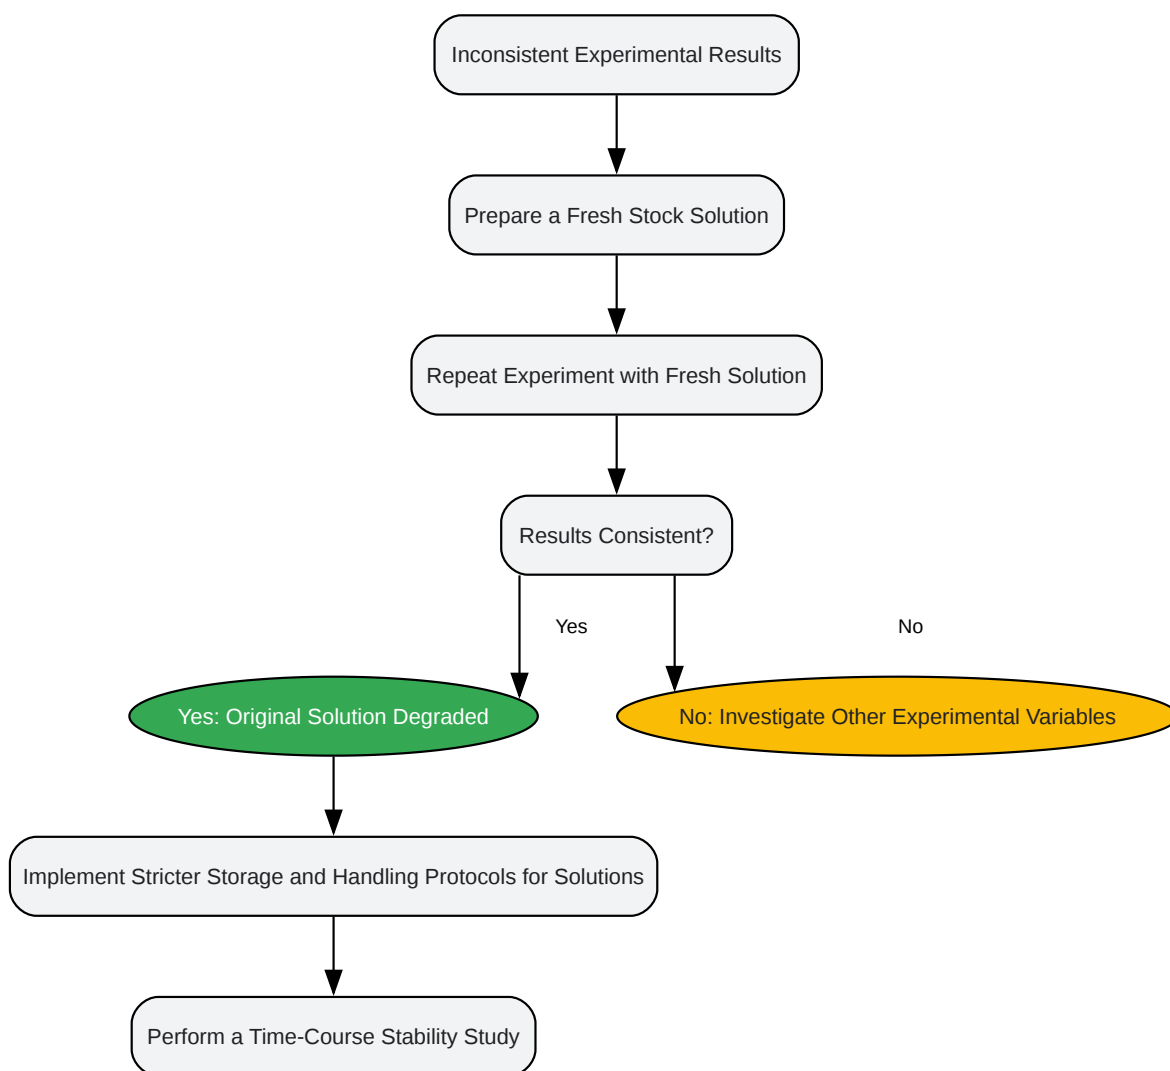 Inconsistent Experimental Results
Prepare a Fresh Stock Solution
Repeat Experiment with Fresh Solution
Results Consistent?
Yes
No
Yes: Original Solution Degraded
No: Investigate Other Experimental Variables
Implement Stricter Storage and Handling Protocols for Solutions
Perform a Time-Course Stability Study